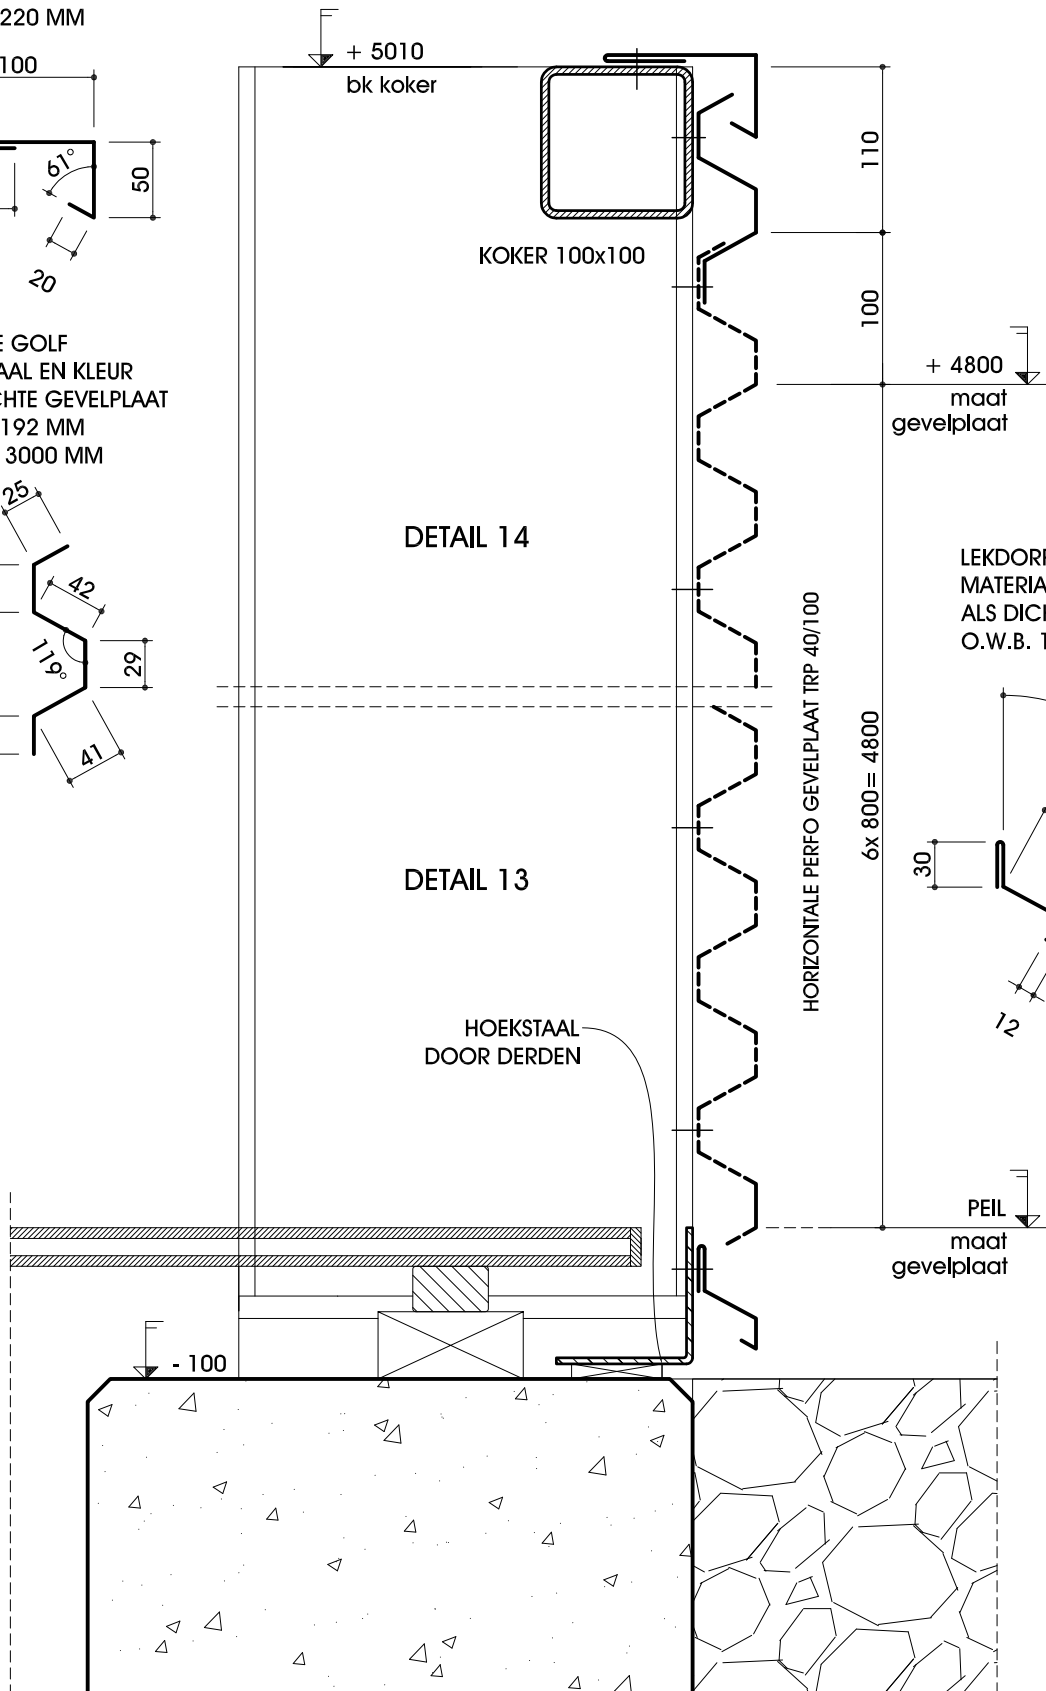 220 MM
100
+ 5010
bk koker
61°
50
20
110
KOKER 100x100
100
E GOLF
AAL EN KLEUR
CHTE GEVELPLAAT
192 MM
3000 MM
+ 4800
maat
gevelplaat
25
42
119°
29
41
DETAIL 14
LEKDORP
MATERIA
ALS DICH
O.W.B. 1
HORIZONTALE PERFO GEVELPLAAT TRP 40/100
6x 800= 4800
DETAIL 13
30
12
HOEKSTAAL
DOOR DERDEN
PEIL
maat
gevelplaat
- 100